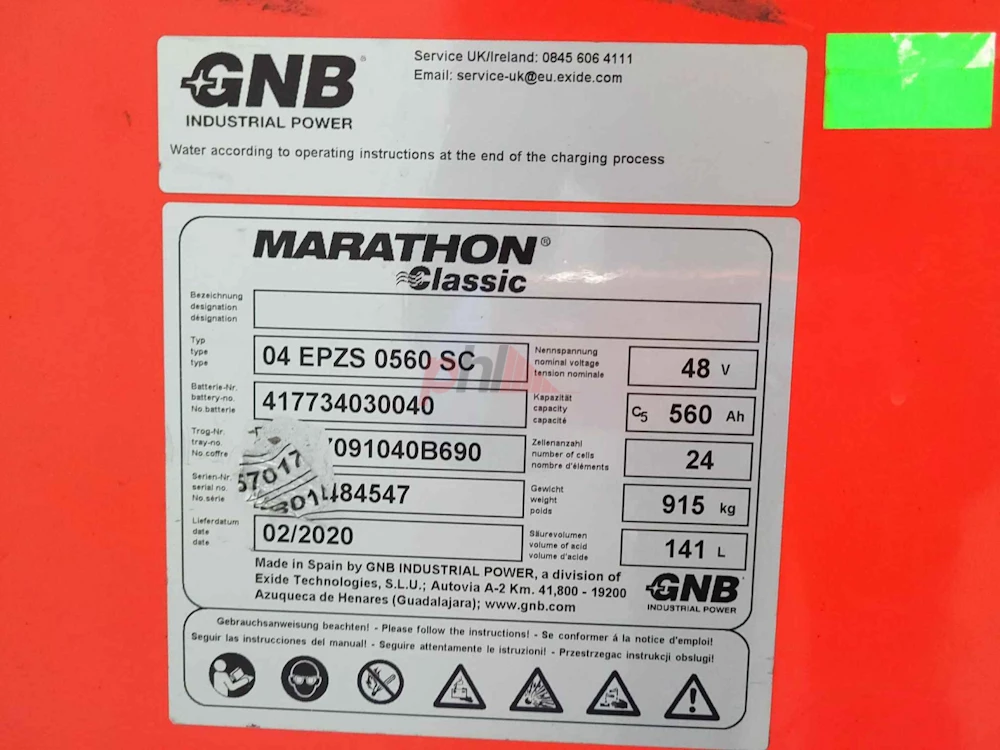 GNB®
INDUSTRIAL POWER
Service UK/Ireland: 0845 606 4111
Email: service-uk@eu.exide.com
Water according to operating instructions at the end of the charging process
MARATHON®
Classic
Bezeichnung
designation
désignation
Typ
type
type
04 EPZS 0560 SC
Nennspannung
nominal voltage
tension nominale
48 V
Batterie-Nr.
battery-no.
No.batterie
417734030040
Kapazität
capacity
capacité
C5 560 Ah
Trog-Nr.
tray-no.
No.coffre
7091040B690
Zellenanzahl
number of cells
nombre d'éléments
24
Serien-Nr.
serial no.
No.série
484547
57017
Gewicht
weight
poids
915 kg
Lieferdatum
date
date
02/2020
Säurevolumen
volume of acid
volume d'acide
141 L
Made in Spain by GNB INDUSTRIAL POWER, a division of
Exide Technologies, S.L.U.; Autovia A-2 Km. 41,800 - 19200
Azuqueca de Henares (Guadalajara); www.gnb.com
GNB
INDUSTRIAL POWER
Gebrauchsanweisung beachten! - Please follow the instructions! - Se conformer á la notice d'emploi!
Seguir las instrucciones del manual! - Seguire attentamente le istruzioni! - Przestrzegac instrukcji obslugi!
phl